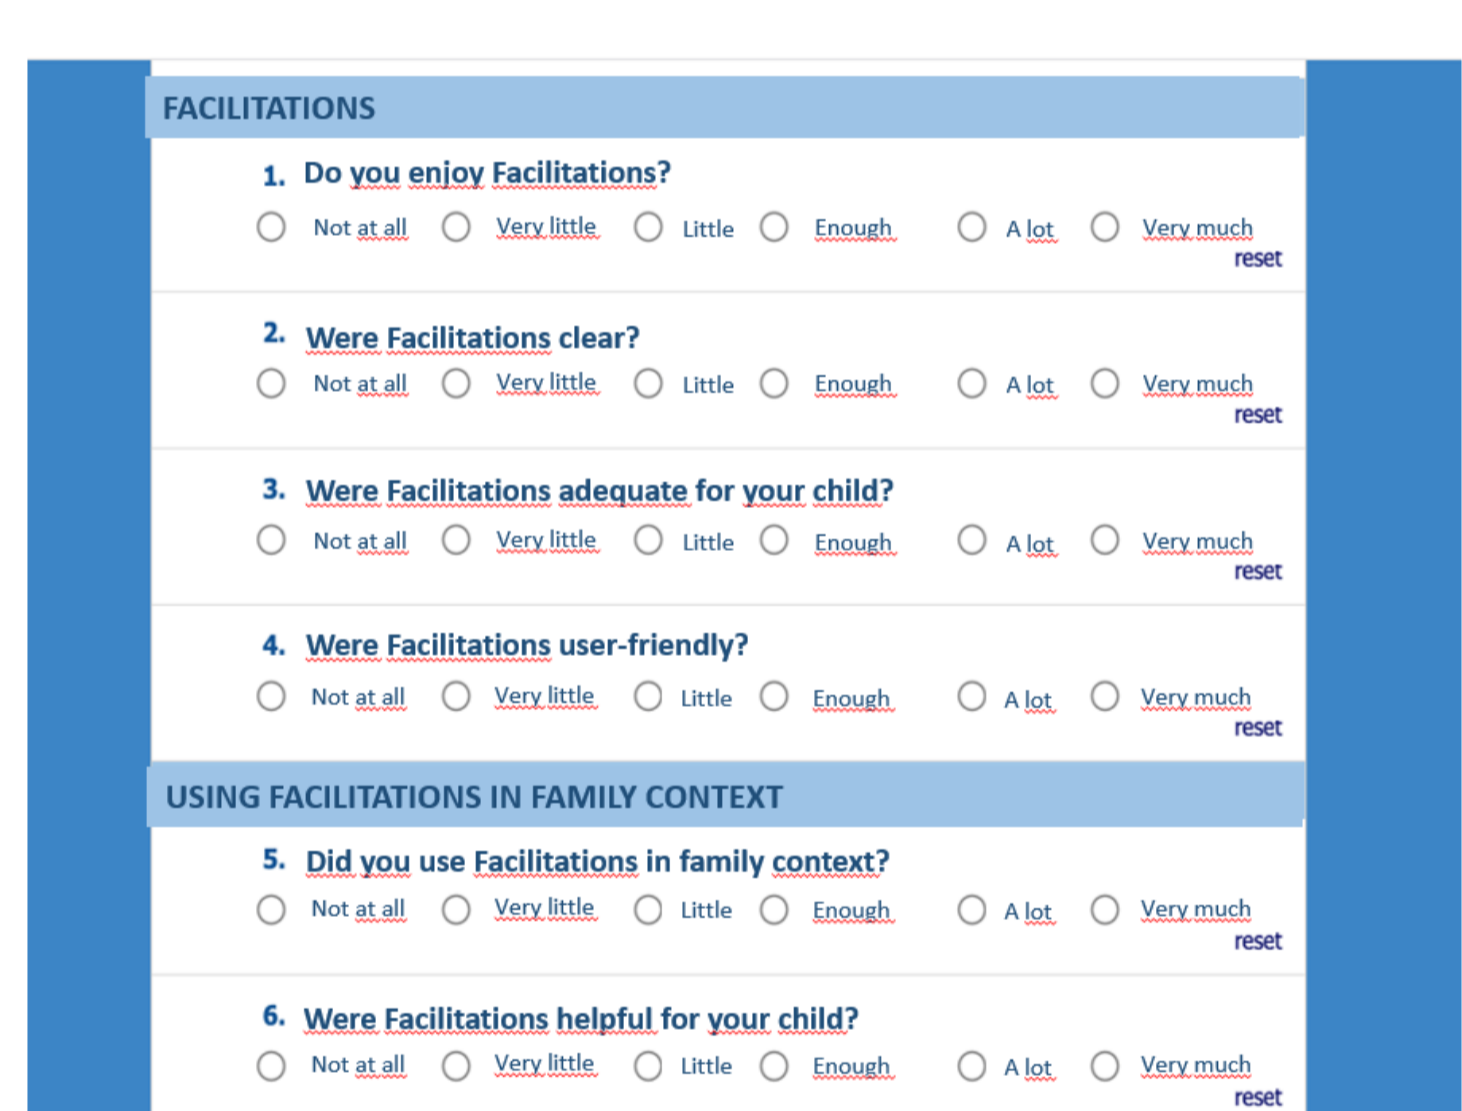 FACILITATIONS
1. Do you enjoy Facilitations?
Not at all Very little Little Enough A lot Very much
reset
2. Were Facilitations clear?
Not at all Very little Little Enough A lot Very much
reset
3. Were Facilitations adequate for your child?
Not at all Very little Little Enough A lot Very much
reset
4. Were Facilitations user-friendly?
Not at all Very little Little Enough A lot Very much
reset
USING FACILITATIONS IN FAMILY CONTEXT
5. Did you use Facilitations in family context?
Not at all Very little Little Enough A lot Very much
reset
6. Were Facilitations helpful for your child?
Not at all Very little Little Enough A lot Very much
reset